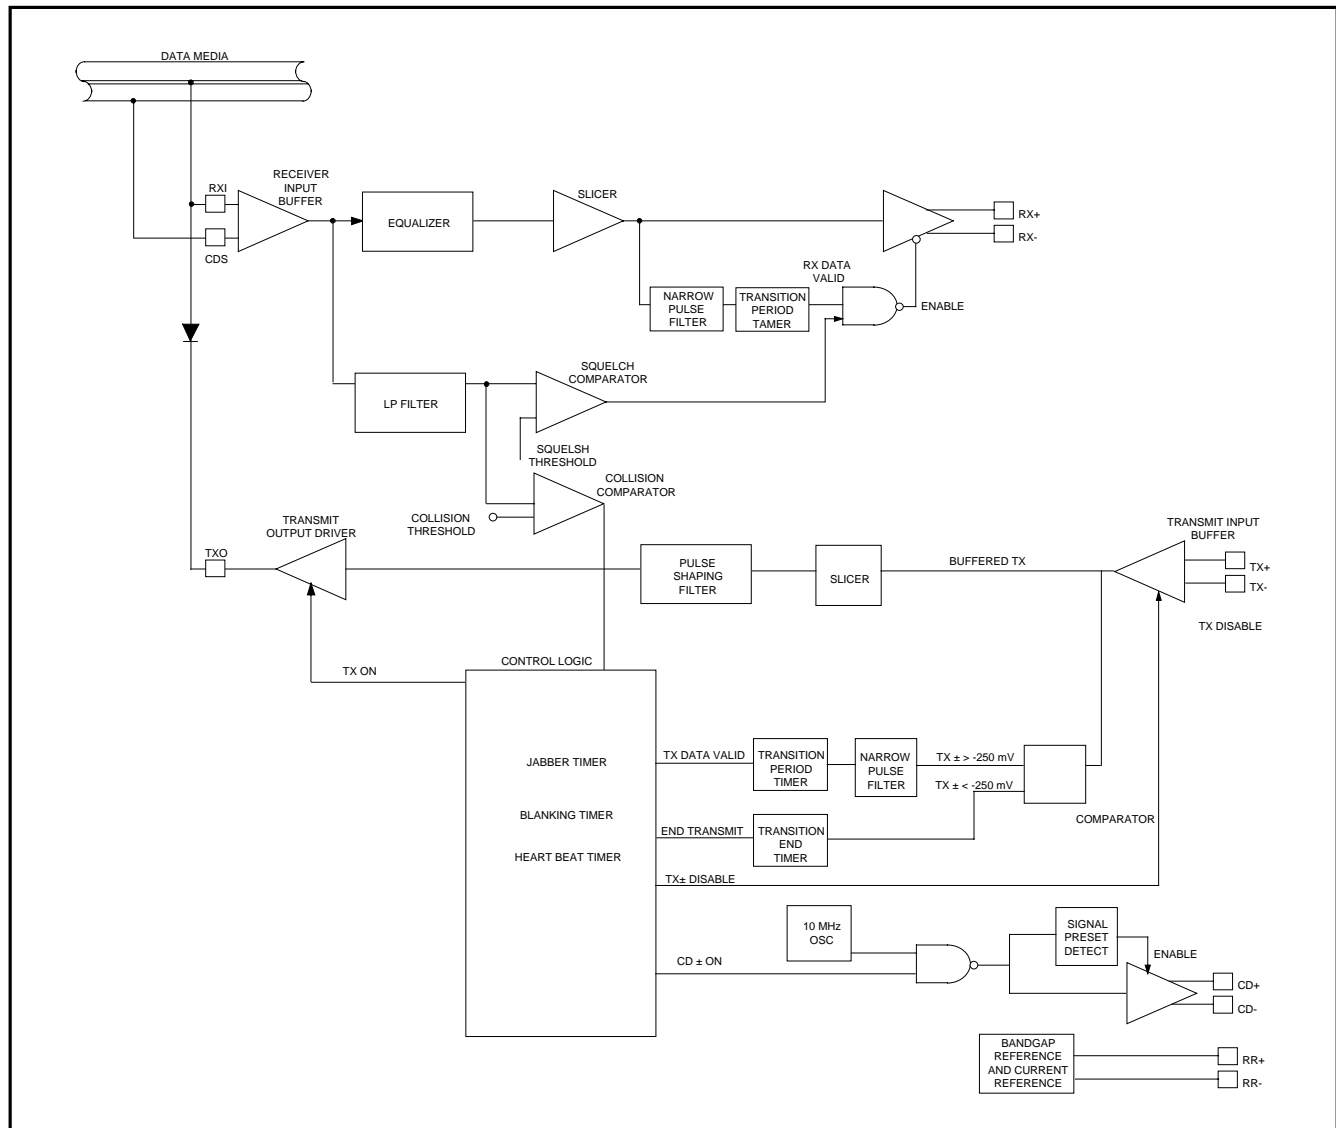 DATA MEDIA
RXI
CDS
RECEIVER
INPUT
BUFFER
EQUALIZER
SLICER
RX+
RX-
RX DATA
VALID
NARROW
PULSE
FILTER
TRANSITION
PERIOD
TAMER
ENABLE
LP FILTER
SQUELCH
COMPARATOR
SQUELSH
THRESHOLD
COLLISION
COMPARATOR
COLLISION
THRESHOLD
TRANSMIT
OUTPUT DRIVER
TXO
PULSE
SHAPING
FILTER
SLICER
BUFFERED TX
TRANSMIT INPUT
BUFFER
TX+
TX-
TX DISABLE
TX ON
CONTROL LOGIC
JABBER TIMER
BLANKING TIMER
HEART BEAT TIMER
TX DATA VALID
TRANSITION
PERIOD
TIMER
NARROW
PULSE
FILTER
TX ± > -250 mV
TX ± < -250 mV
COMPARATOR
END TRANSMIT
TRANSITION
END
TIMER
TX± DISABLE
10 MHz
OSC
CD ± ON
SIGNAL
PRESET
DETECT
ENABLE
CD+
CD-
BANDGAP
REFERENCE
AND CURRENT
REFERENCE
RR+
RR-